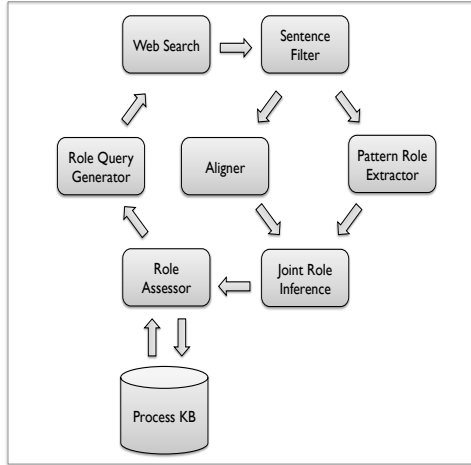 Web Search
Sentence
Filter
Role Query
Generator
Aligner
Pattern Role
Extractor
Role
Assessor
Joint Role
Inference
Process KB